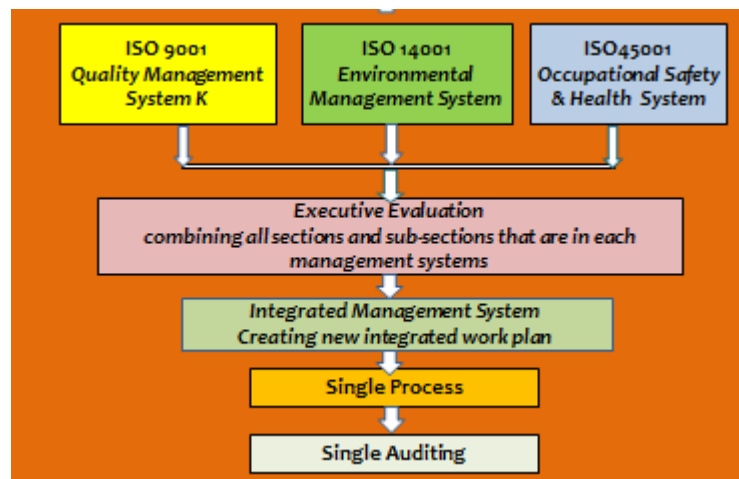 ISO 9001
Quality Management
System K
ISO 14001
Environmental
Management System
ISO45001
Occupational Safety
& Health System
Executive Evaluation
combining all sections and sub-sections that are in each
management systems
Integrated Management System
Creating new integrated work plan
Single Process
Single Auditing